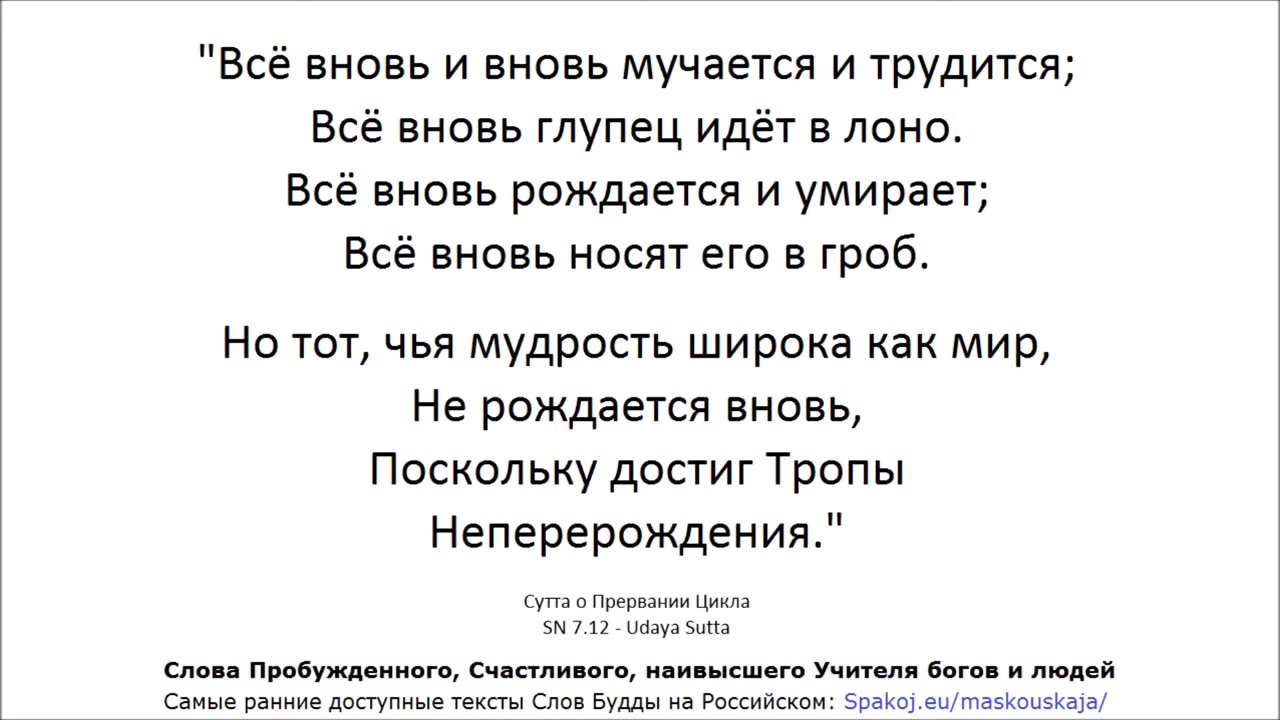 "Всё вновь и вновь мучается и трудится;
Всё вновь глупец идёт в лоно.
Всё вновь рождается и умирает;
Всё вновь носят его в гроб.
Но тот, чья мудрость широка как мир,
Не рождается вновь,
Поскольку достиг Тропы
Неперерождения."
Сутта о Прервании Цикла
SN 7.12 - Udaya Sutta
Слова Пробужденного, Счастливого, наивысшего Учителя богов и людей
Самые ранние доступные тексты Слов Будды на Российском: Spakoj.eu/maskouskaja/